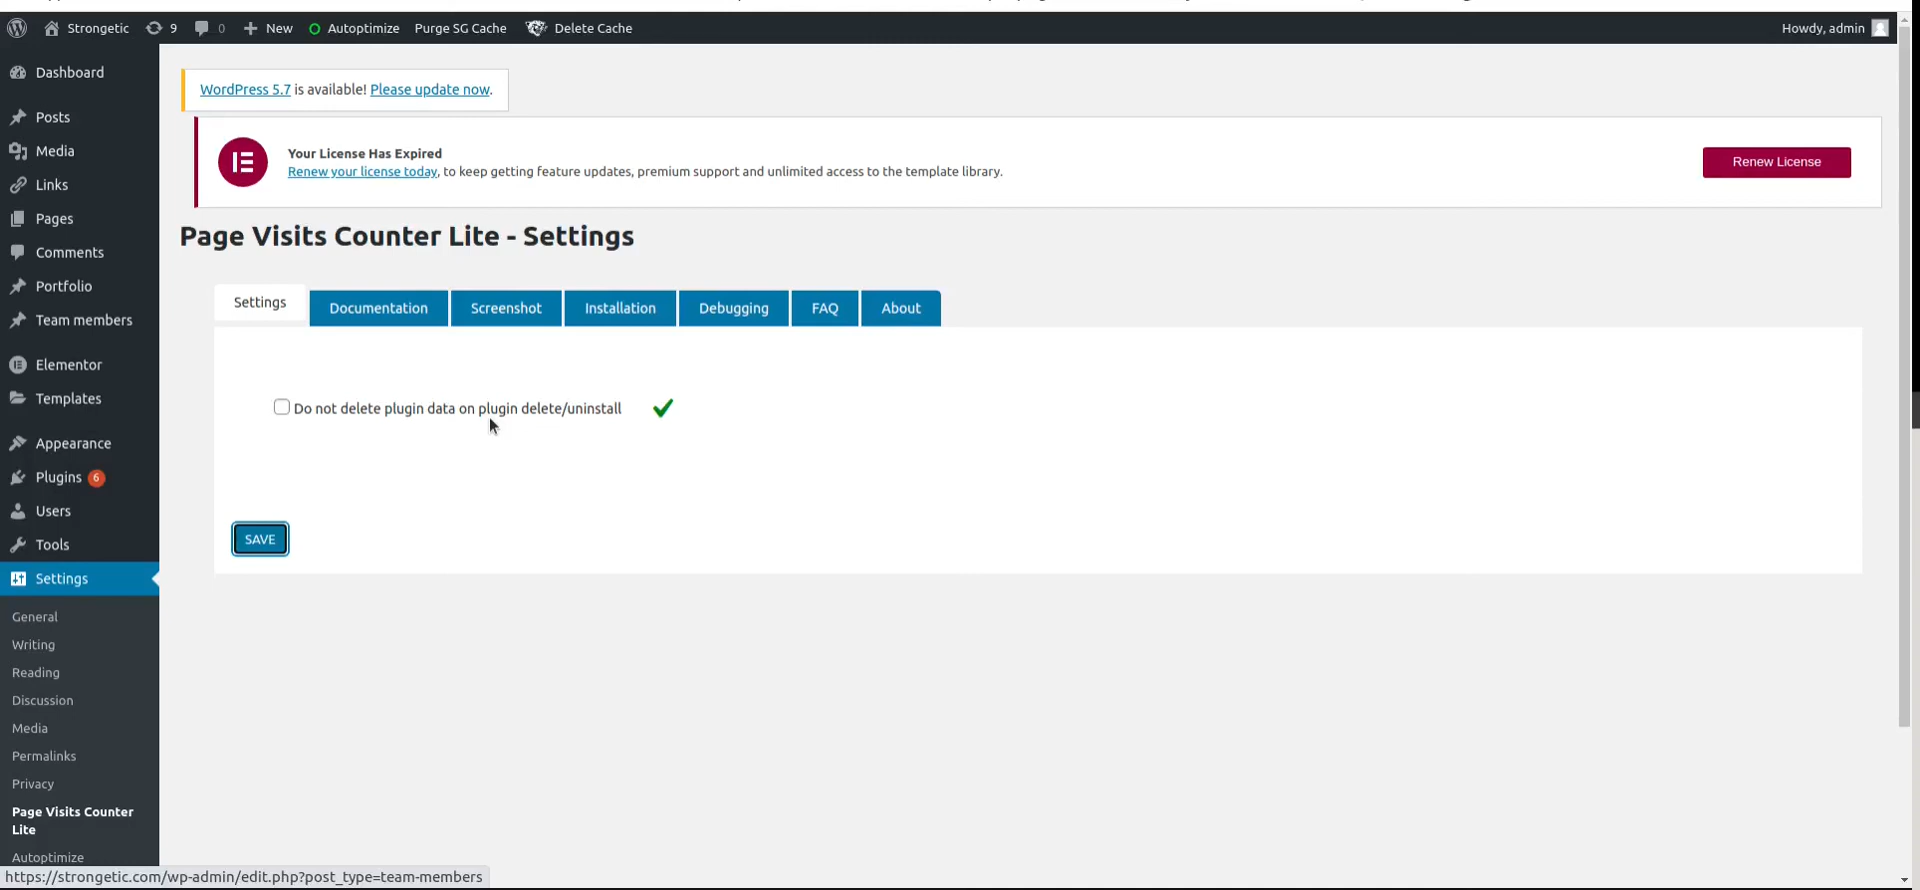 Strongetic
9
0
New
Autoptimize
Purge SG Cache
Delete Cache
Howdy, admin
Dashboard
Posts
Media
Links
Pages
Comments
Portfolio
Team members
Elementor
Templates
Appearance
Plugins 6
Users
Tools
Settings
General
Writing
Reading
Discussion
Media
Permalinks
Privacy
Page Visits Counter
Lite
Autoptimize
WordPress 5.7 is available! Please update now.
Your License Has Expired
Renew your license today, to keep getting feature updates, premium support and unlimited access to the template library.
Renew License
Page Visits Counter Lite - Settings
Settings
Documentation
Screenshot
Installation
Debugging
FAQ
About
Do not delete plugin data on plugin delete/uninstall
SAVE
https://strongetic.com/wp-admin/edit.php?post_type=team-members